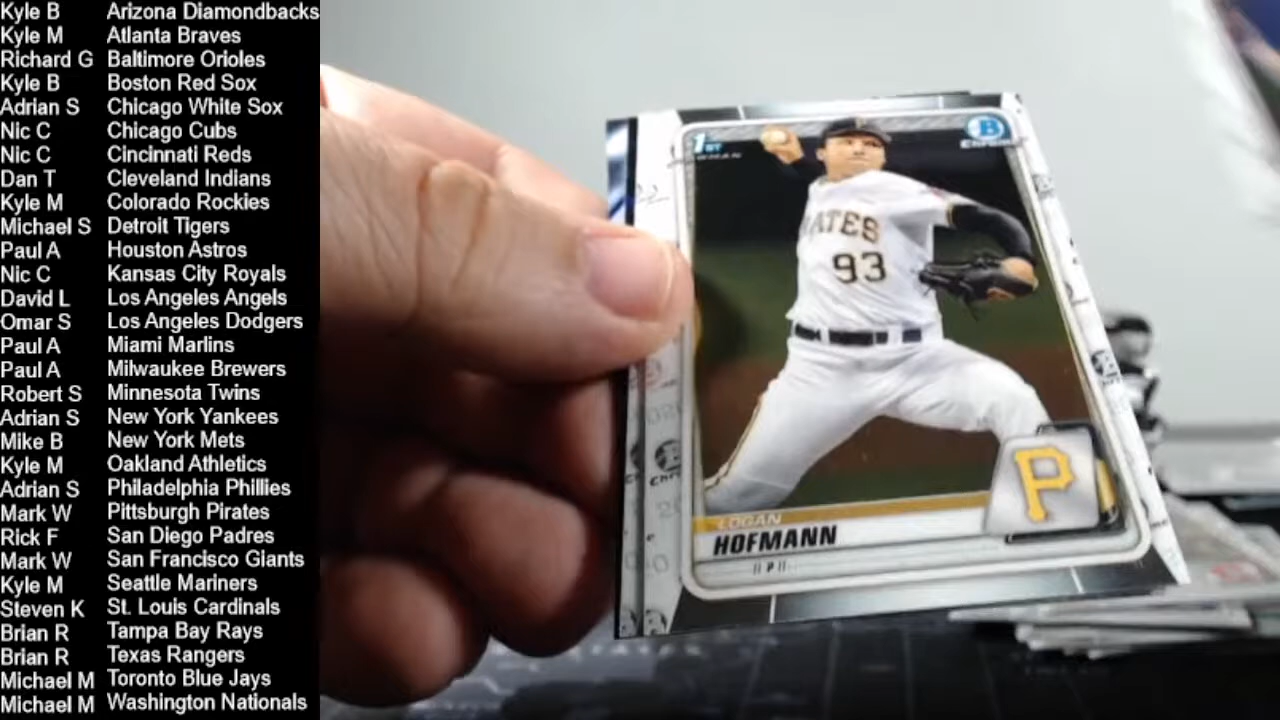 Kyle B Arizona Diamondbacks
Kyle M Atlanta Braves
Richard G Baltimore Orioles
Kyle B Boston Red Sox
Adrian S Chicago White Sox
Nic C Chicago Cubs
Nic C Cincinnati Reds
Dan T Cleveland Indians
Kyle M Colorado Rockies
Michael S Detroit Tigers
Paul A Houston Astros
Nic C Kansas City Royals
David L Los Angeles Angels
Omar S Los Angeles Dodgers
Paul A Miami Marlins
Paul A Milwaukee Brewers
Robert S Minnesota Twins
Adrian S New York Yankees
Mike B New York Mets
Kyle M Oakland Athletics
Adrian S Philadelphia Phillies
Mark W Pittsburgh Pirates
Rick F San Diego Padres
Mark W San Francisco Giants
Kyle M Seattle Mariners
Steven K St. Louis Cardinals
Brian R Tampa Bay Rays
Brian R Texas Rangers
Michael M Toronto Blue Jays
Michael M Washington Nationals
1ST
B
CHROME
ATES
93
P
LOGAN
HOFMANN
P